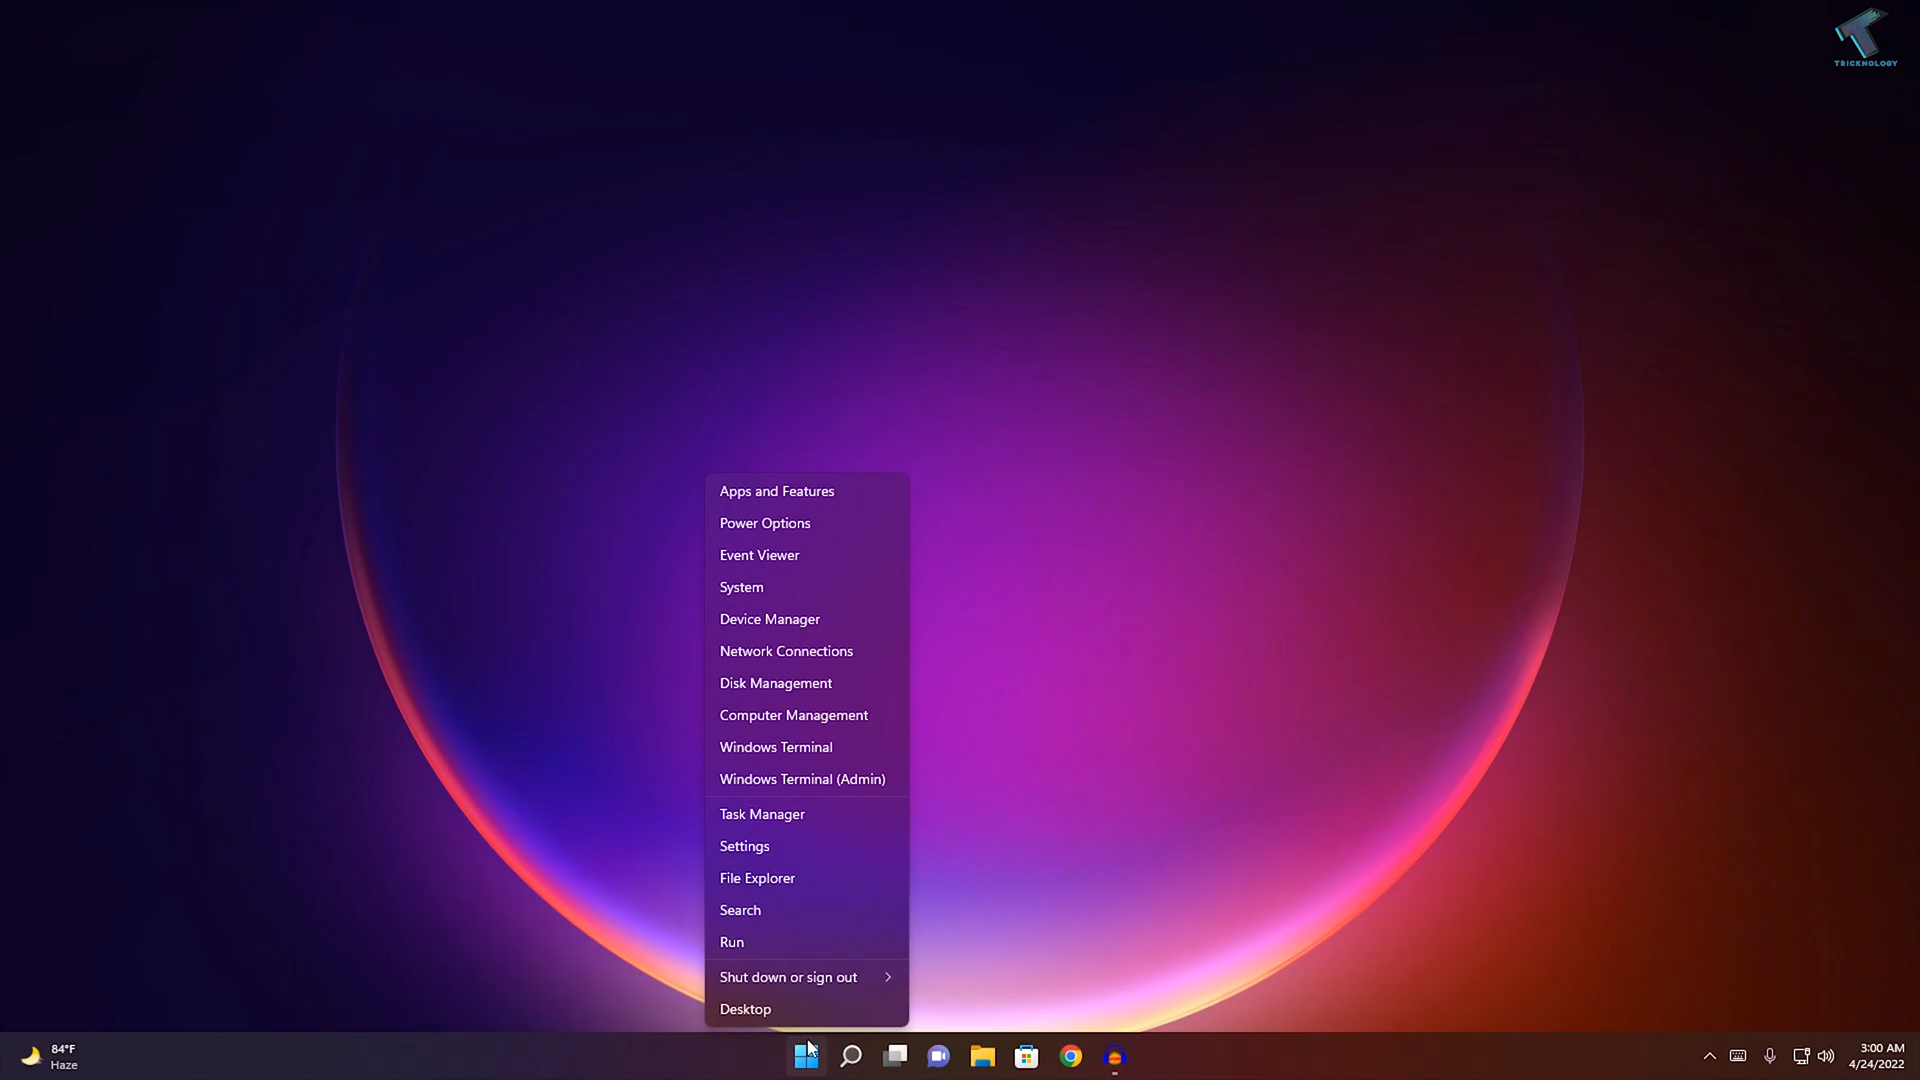 TRICKNOLOGY
Apps and Features
Power Options
Event Viewer
System
Device Manager
Network Connections
Disk Management
Computer Management
Windows Terminal
Windows Terminal (Admin)
Task Manager
Settings
File Explorer
Search
Run
Shut down or sign out
Desktop
84°F
Haze
3:00 AM
4/24/2022